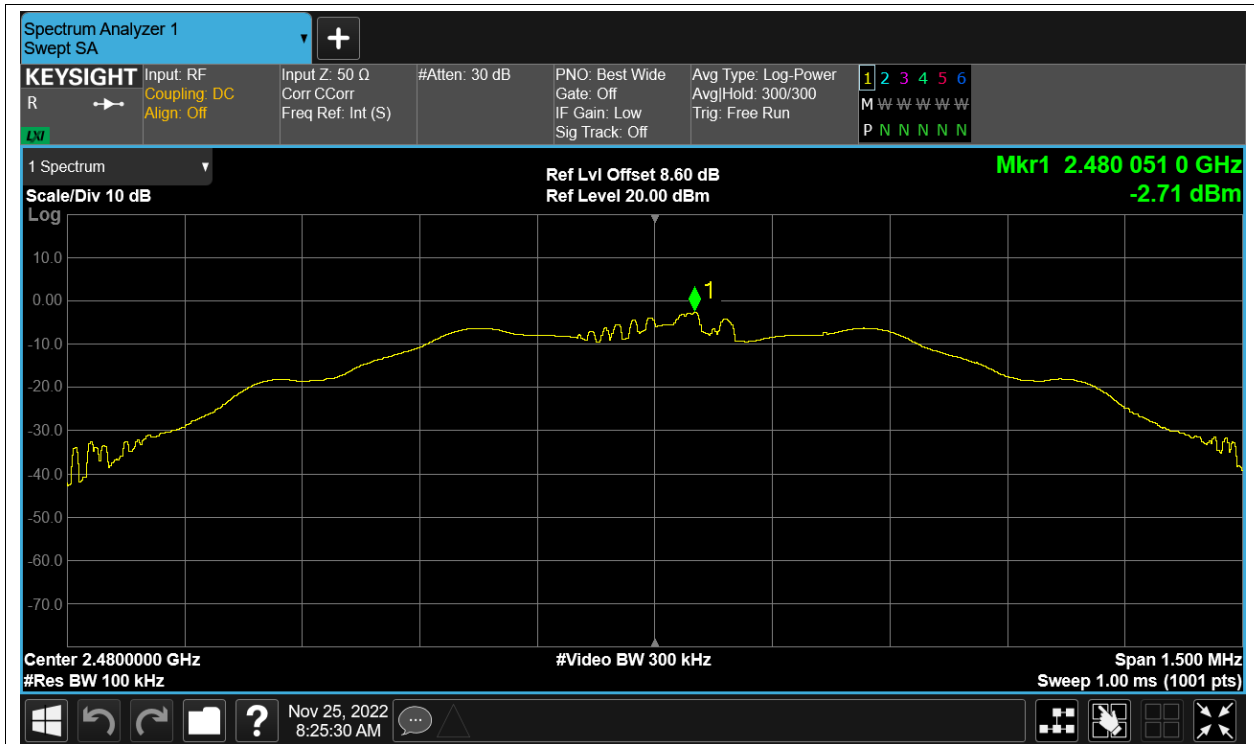 Spectrum Analyzer 1
Swept SA
+
KEYSIGHT
R
LXI
Input: RF
Coupling: DC
Align: Off
Input Z: 50 Ω
Corr CCorr
Freq Ref: Int (S)
#Atten: 30 dB
PNO: Best Wide
Gate: Off
IF Gain: Low
Sig Track: Off
Avg Type: Log-Power
Avg|Hold: 300/300
Trig: Free Run
1 2 3 4 5 6
M W W W W W
P N N N N N
1 Spectrum
Scale/Div 10 dB
Ref Lvl Offset 8.60 dB
Ref Level 20.00 dBm
Mkr1 2.480 051 0 GHz
-2.71 dBm
Log
10.0
0.00
-10.0
-20.0
-30.0
-40.0
-50.0
-60.0
-70.0
1
Center 2.4800000 GHz
#Video BW 300 kHz
Span 1.500 MHz
#Res BW 100 kHz
Sweep 1.00 ms (1001 pts)
?
Nov 25, 2022
8:25:30 AM